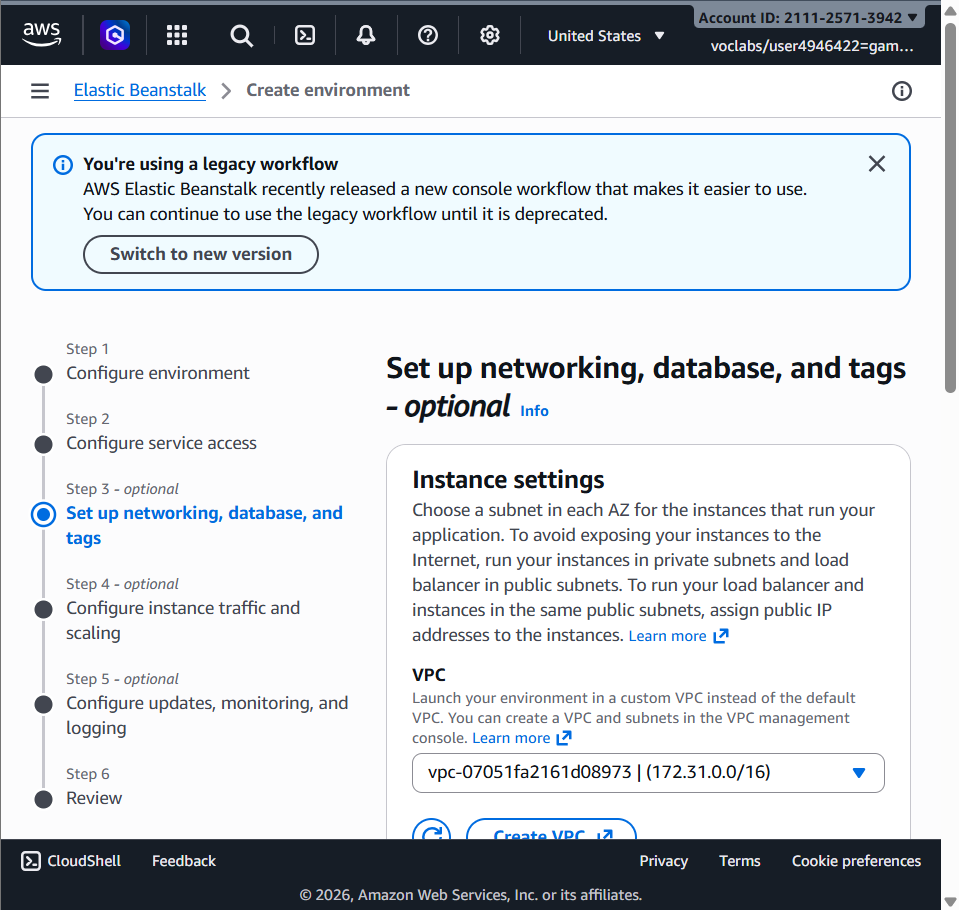 aws
United States
Account ID: 2111-2571-3942
voclabs/user4946422=gam...
Elastic Beanstalk
Create environment
You're using a legacy workflow
AWS Elastic Beanstalk recently released a new console workflow that makes it easier to use.
You can continue to use the legacy workflow until it is deprecated.
Switch to new version
Step 1
Configure environment
Step 2
Configure service access
Step 3 - optional
Set up networking, database, and
tags
Step 4 - optional
Configure instance traffic and
scaling
Step 5 - optional
Configure updates, monitoring, and
logging
Step 6
Review
Set up networking, database, and tags
- optional Info
Instance settings
Choose a subnet in each AZ for the instances that run your
application. To avoid exposing your instances to the
Internet, run your instances in private subnets and load
balancer in public subnets. To run your load balancer and
instances in the same public subnets, assign public IP
addresses to the instances. Learn more
VPC
Launch your environment in a custom VPC instead of the default
VPC. You can create a VPC and subnets in the VPC management
console. Learn more
vpc-07051fa2161d08973 | (172.31.0.0/16)
Create VPC
CloudShell
Feedback
Privacy
Terms
Cookie preferences
© 2026, Amazon Web Services, Inc. or its affiliates.